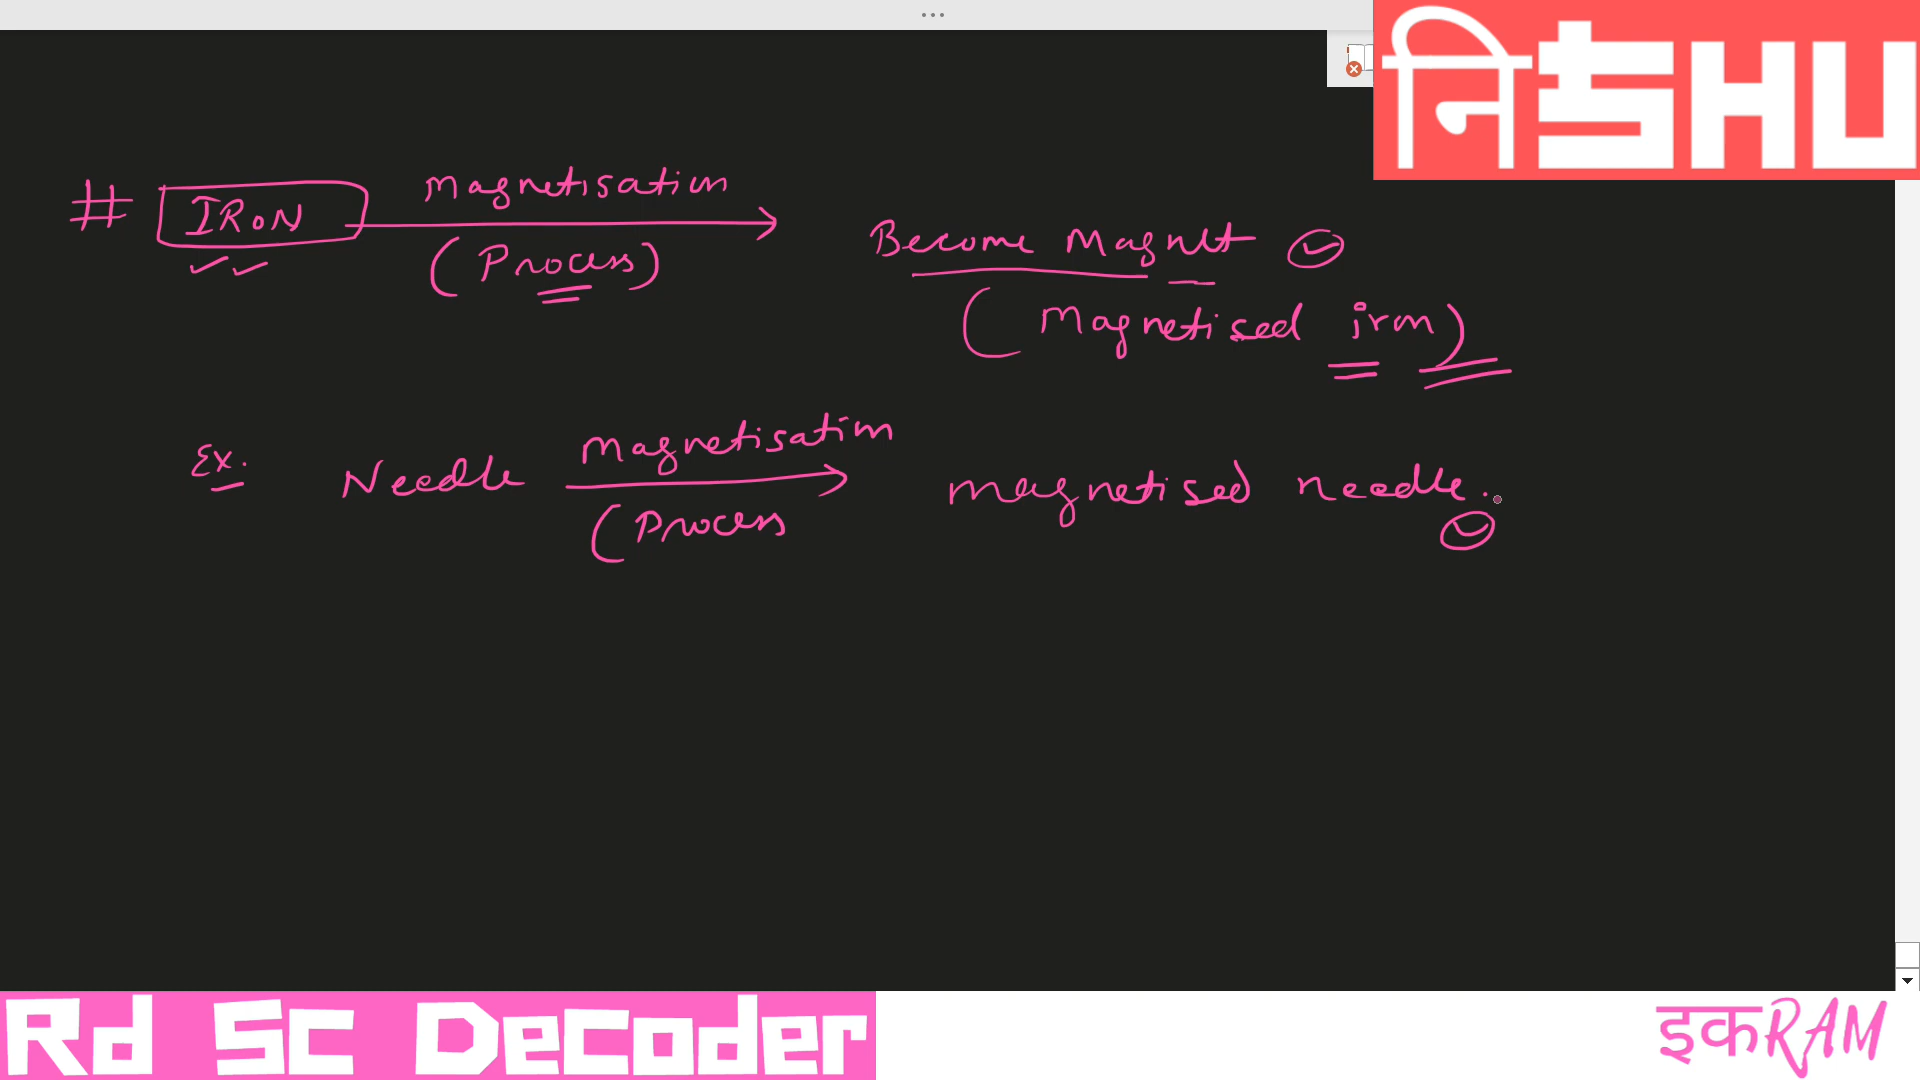 निSHU
# IRON Magnetisation (Process) Become Magnet
(Magnetised iron)
Ex. Needle Magnetisation (Process magnetised needle.
Rd Sc Decoder
इकRAM